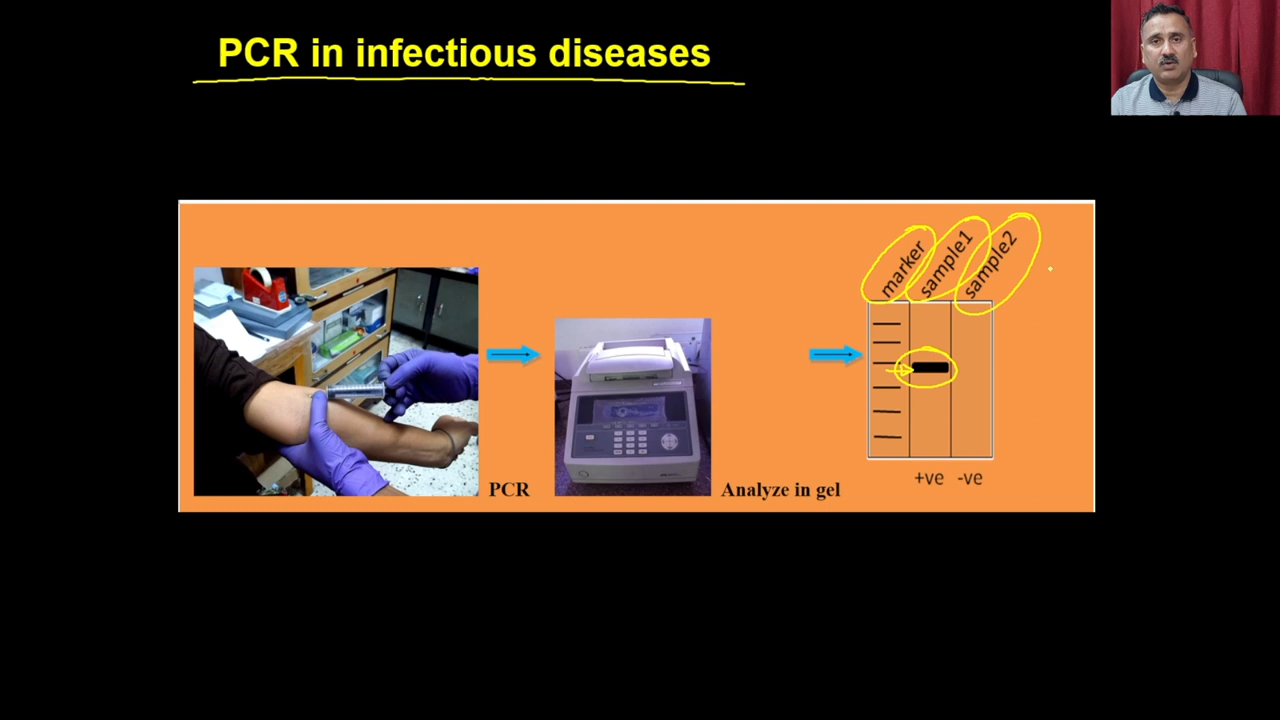 PCR in infectious diseases
marker
sample1
sample2
PCR
Analyze in gel
+ve -ve